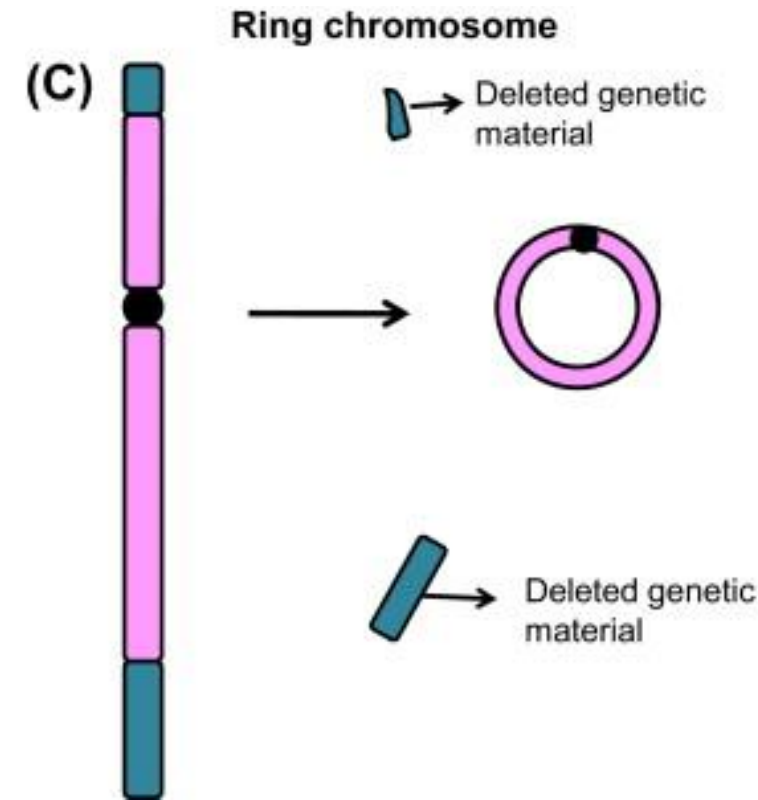 Ring chromosome
(C)
Deleted genetic
material
Deleted genetic
material